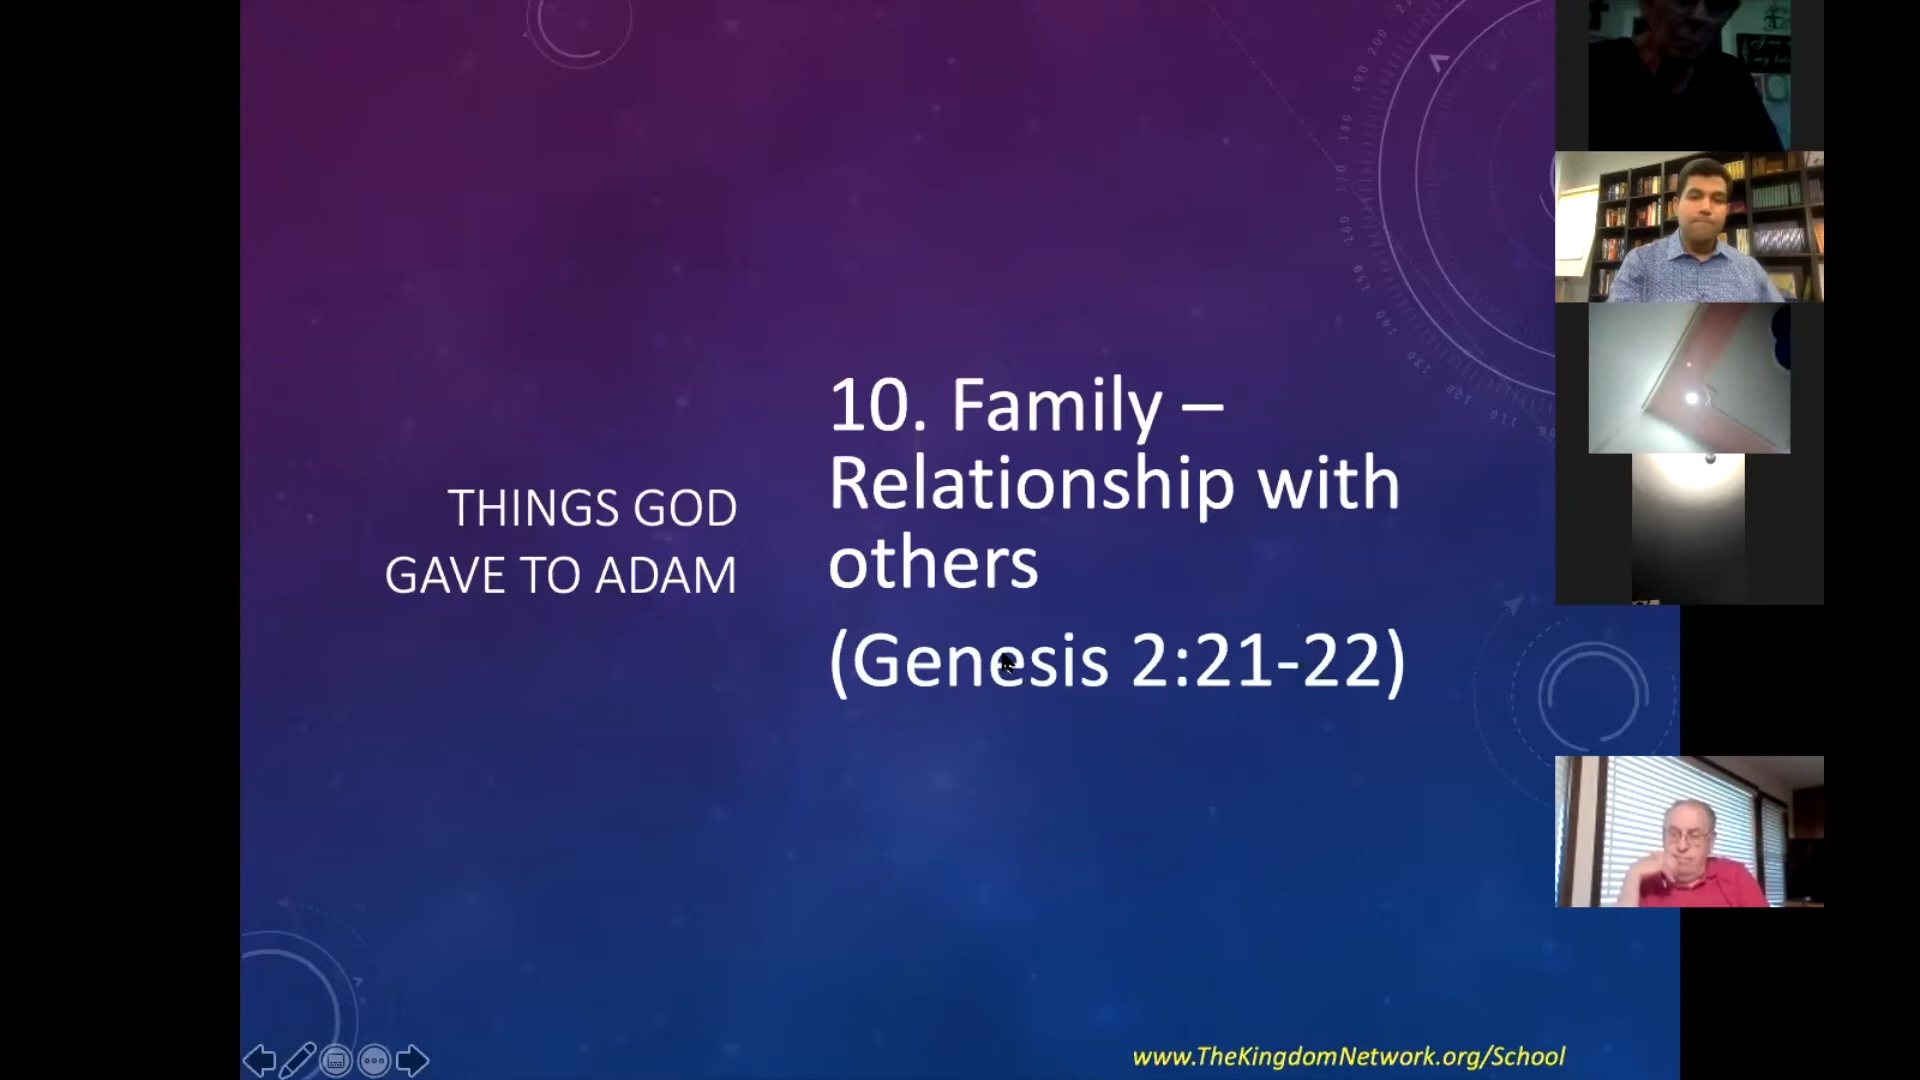 THINGS GOD
GAVE TO ADAM
10. Family –
Relationship with
others
(Genesis 2:21-22)
www.TheKingdomNetwork.org/School